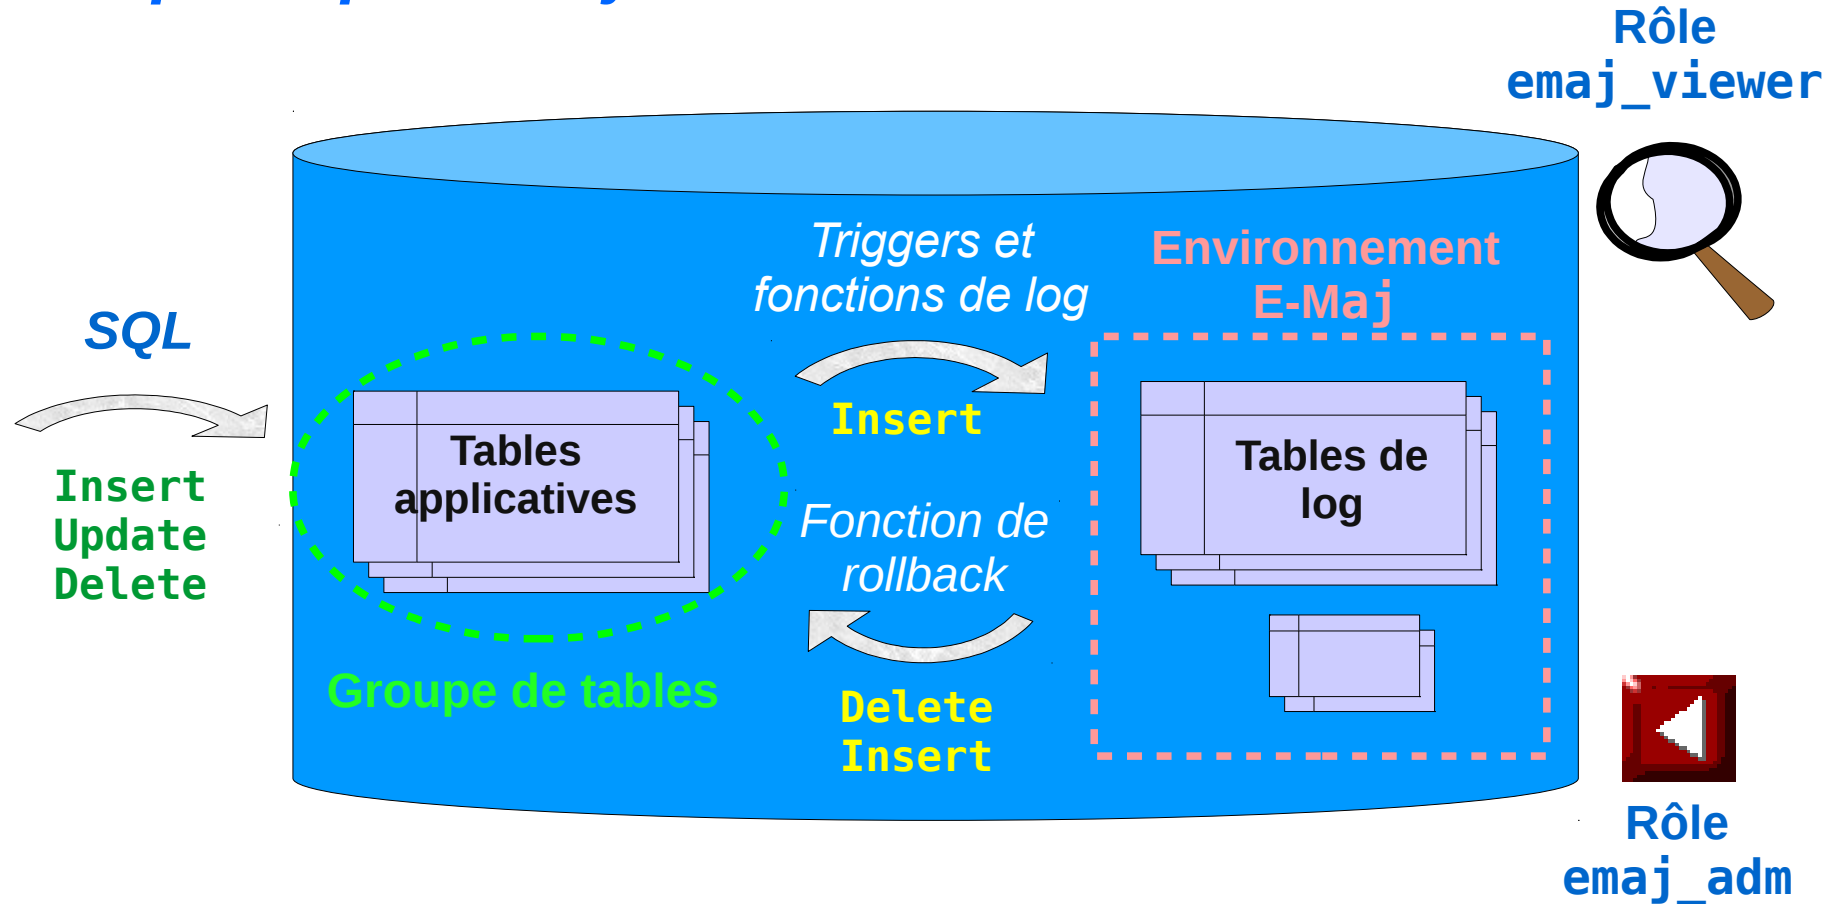 Rôle
emaj_viewer
Triggers et
fonctions de log
Environnement
E-Maj
SQL
Insert
Update
Delete
Tables
applicatives
Insert
Tables de
log
Fonction de
rollback
Groupe de tables
Delete
Insert
Rôle
emaj_adm